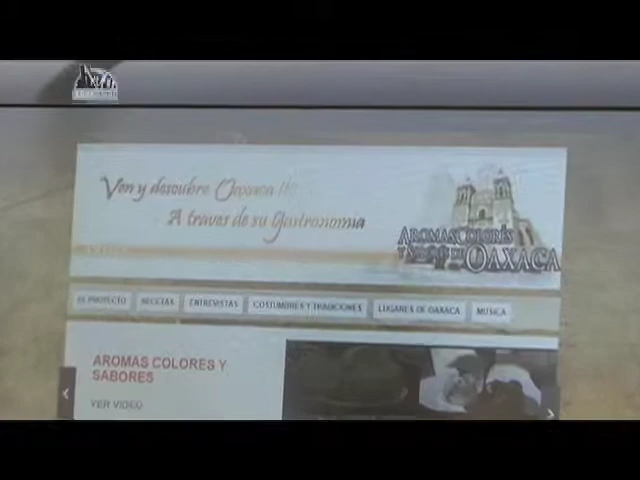 Ven y descubre Oaxaca
A traves de su Gastronomia
AROMAS COLORES
Y SABORES DE
OAXACA
EL PROYECTO
RECETAS
ENTREVISTAS
COSTUMBRES Y TRADICIONES
LUGARES DE OAXACA
MUSICA
AROMAS COLORES Y
SABORES
VER VIDEO